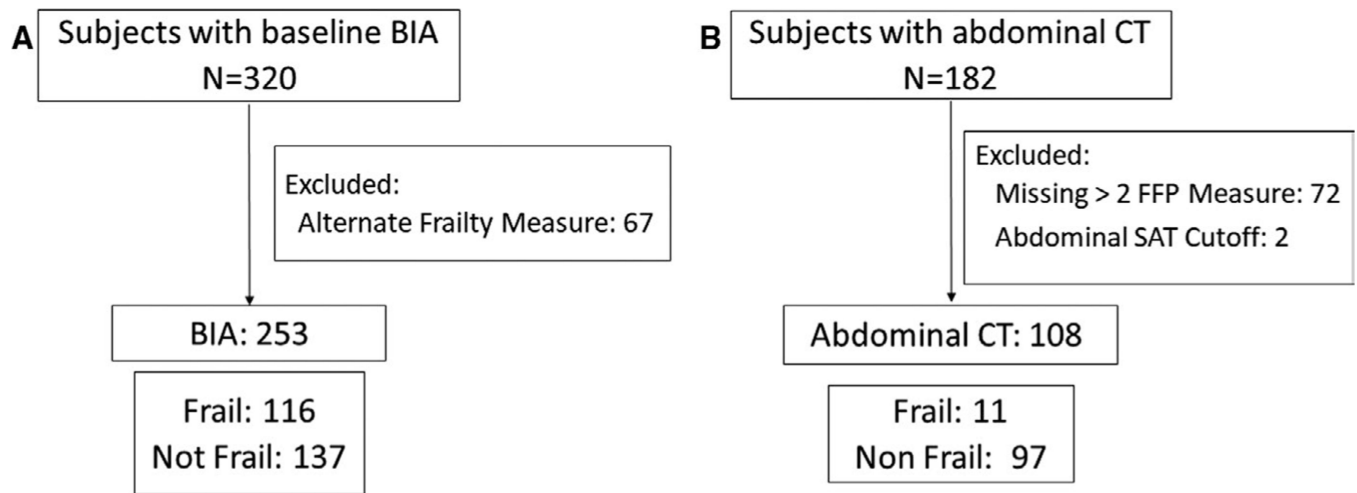 A
Subjects with baseline BIA
N=320
Excluded:
Alternate Frailty Measure: 67
BIA: 253
Frail: 116
Not Frail: 137
B
Subjects with abdominal CT
N=182
Excluded:
Missing > 2 FFP Measure: 72
Abdominal SAT Cutoff: 2
Abdominal CT: 108
Frail: 11
Non Frail: 97